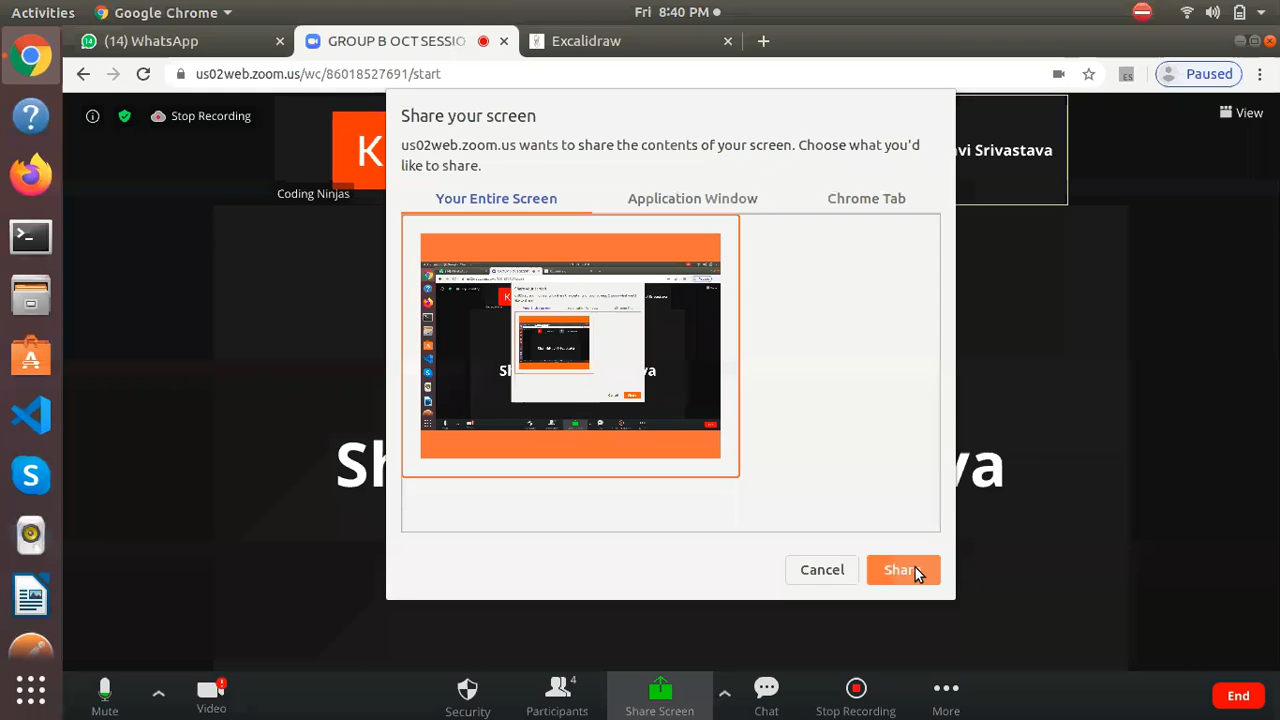 Activities Google Chrome Fri 8:40 PM
(14) WhatsApp GROUP B OCT SESSIO Excalidraw
us02web.zoom.us/wc/86018527691/start ES Paused
Stop Recording View
Share your screen
us02web.zoom.us wants to share the contents of your screen. Choose what you'd
like to share.
K
vi Srivastava
Coding Ninjas
Your Entire Screen Application Window Chrome Tab
Sh va
Cancel Share
Mute Video Security Participants 4 Share Screen Chat Stop Recording More End